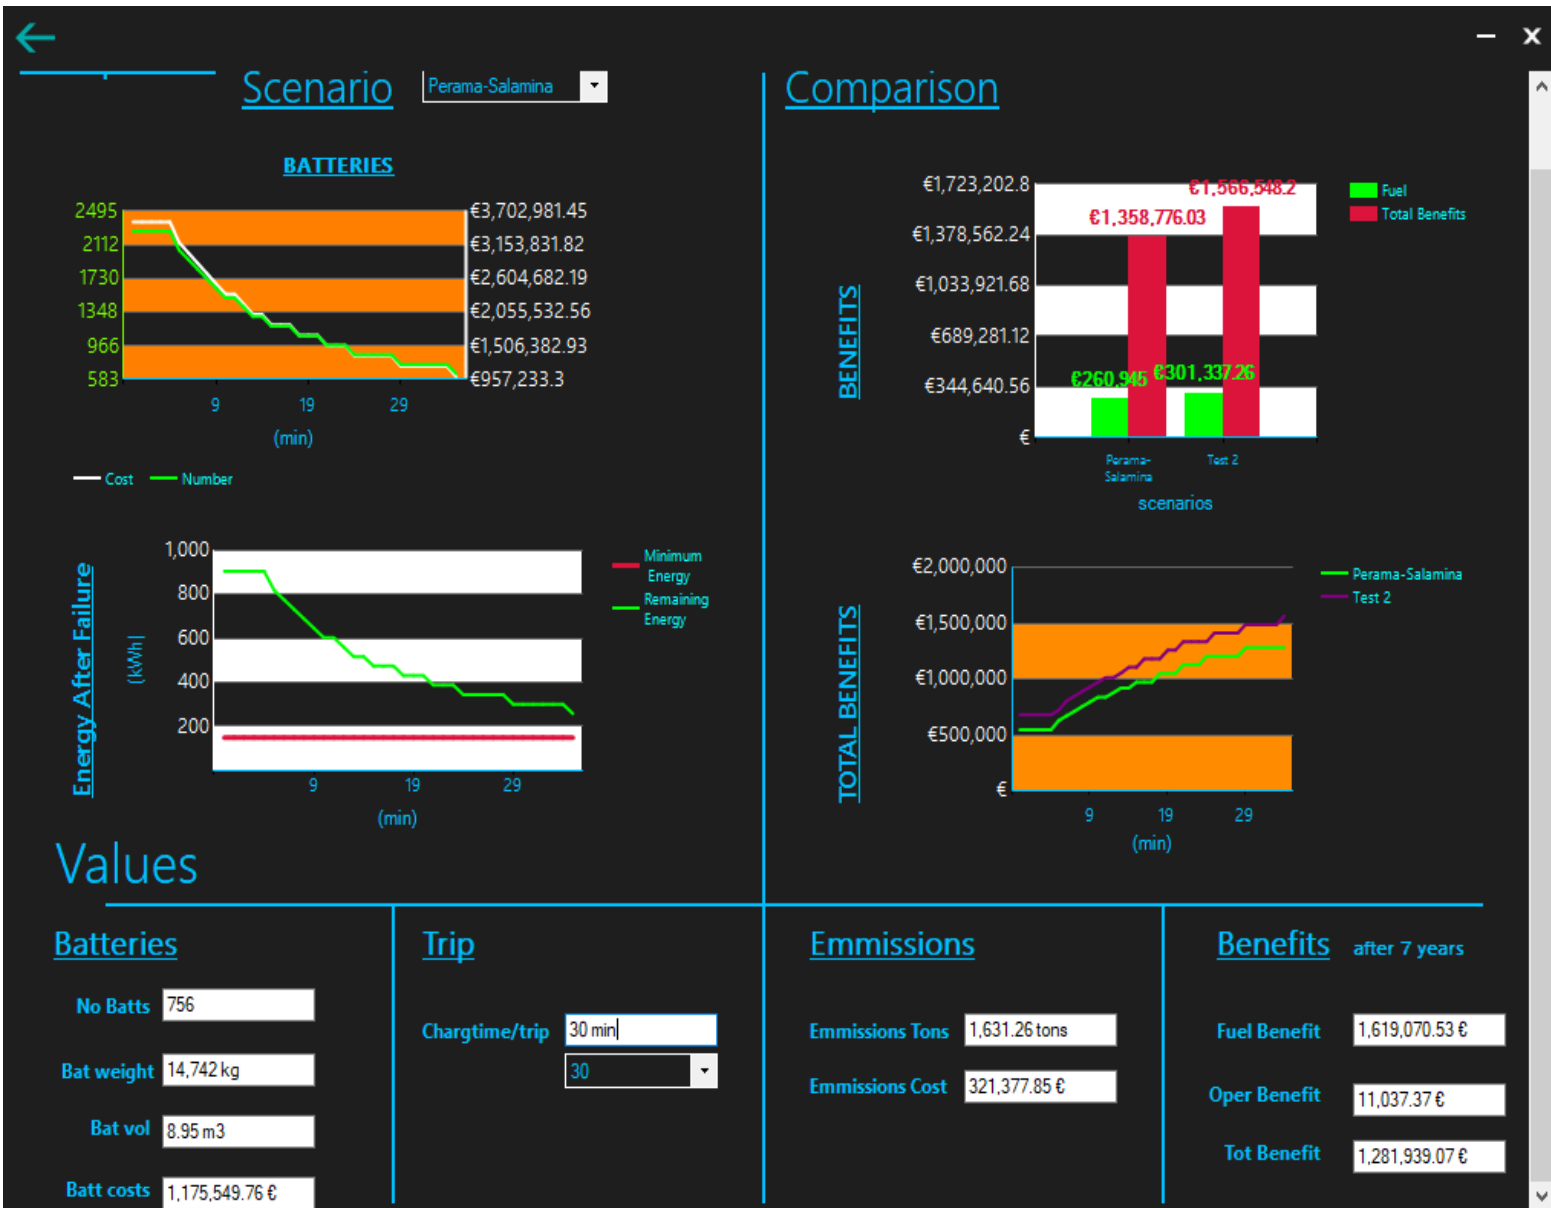 Scenario
Perama-Salamina
Comparison
BATTERIES
2495
2112
1730
1348
966
583
€3,702,981.45
€3,153,831.82
€2,604,682.19
€2,055,532.56
€1,506,382.93
€957,233.3
9 19 29
(min)
Cost Number
BENEFITS
€1,723,202.8
€1,378,562.24
€1,033,921.68
€689,281.12
€344,640.56
€
€1,358,776.03
€1,566,548.2
€260,945
€301,337.26
Fuel
Total Benefits
Perama-
Salamina
Test 2
scenarios
Energy After Failure
(kWh)
1,000
800
600
400
200
9 19 29
(min)
Minimum
Energy
Remaining
Energy
TOTAL BENEFITS
€2,000,000
€1,500,000
€1,000,000
€500,000
€
9 19 29
(min)
Perama-Salamina
Test 2
Values
Batteries
No Batts 756
Bat weight 14,742 kg
Bat vol 8.95 m3
Batt costs 1,175,549.76 €
Trip
Chargtime/trip 30 min
30
Emmissions
Emmissions Tons 1,631.26 tons
Emmissions Cost 321,377.85 €
Benefits after 7 years
Fuel Benefit 1,619,070.53 €
Oper Benefit 11,037.37 €
Tot Benefit 1,281,939.07 €